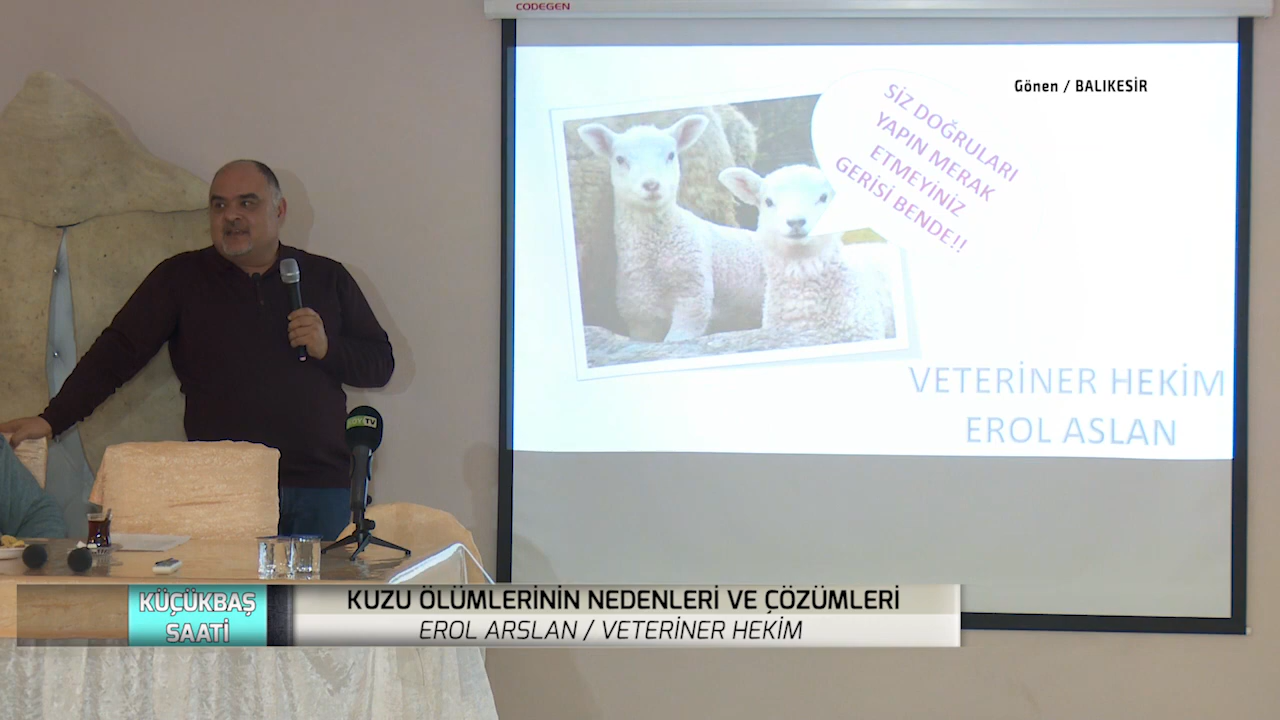 CODEGEN
Gönen / BALIKESİR
SİZ DOĞRULARI
YAPIN MERAK
ETMEYİNİZ
GERİSİ BENDE!!
VETERİNER HEKİM
EROL ASLAN
KÜÇÜKBAŞ
SAATİ
KUZU ÖLÜMLERİNİN NEDENLERİ VE ÇÖZÜMLERİ
EROL ARSLAN / VETERİNER HEKİM